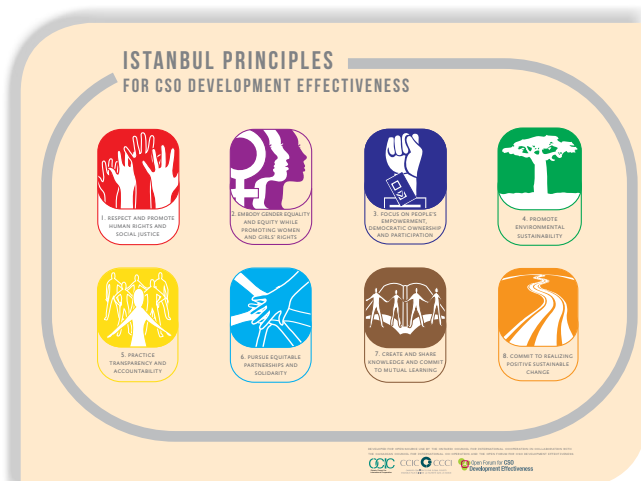 ISTANBUL PRINCIPLES
FOR CSO DEVELOPMENT EFFECTIVENESS
1. RESPECT AND PROMOTE
HUMAN RIGHTS AND
SOCIAL JUSTICE
2. EMBODY GENDER EQUALITY
AND EQUITY WHILE
PROMOTING WOMEN
AND GIRLS' RIGHTS
3. FOCUS ON PEOPLE'S
EMPOWERMENT,
DEMOCRATIC OWNERSHIP
AND PARTICIPATION
4. PROMOTE
ENVIRONMENTAL
SUSTAINABILITY
5. PRACTICE
TRANSPARENCY AND
ACCOUNTABILITY
6. PURSUE EQUITABLE
PARTNERSHIPS AND
SOLIDARITY
7. CREATE AND SHARE
KNOWLEDGE AND COMMIT
TO MUTUAL LEARNING
8. COMMIT TO REALIZING
POSITIVE SUSTAINABLE
CHANGE
OCIC
CCIC CCCI
Open Forum for CSO
Development Effectiveness